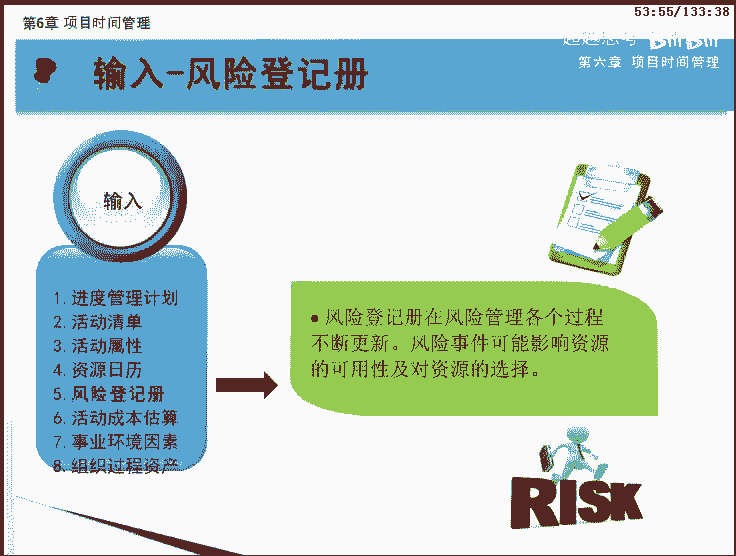 53:55/133:38
第6章 项目时间管理
bilibili
第六章 项目时间管理
输入-风险登记册
输入
1.进度管理计划
2.活动清单
3.活动属性
4.资源日历
5.风险登记册
6.活动成本估算
7.事业环境因素
8.组织过程资产
•风险登记册在风险管理各个过程
不断更新。风险事件可能影响资源
的可用性及对资源的选择。
RISK